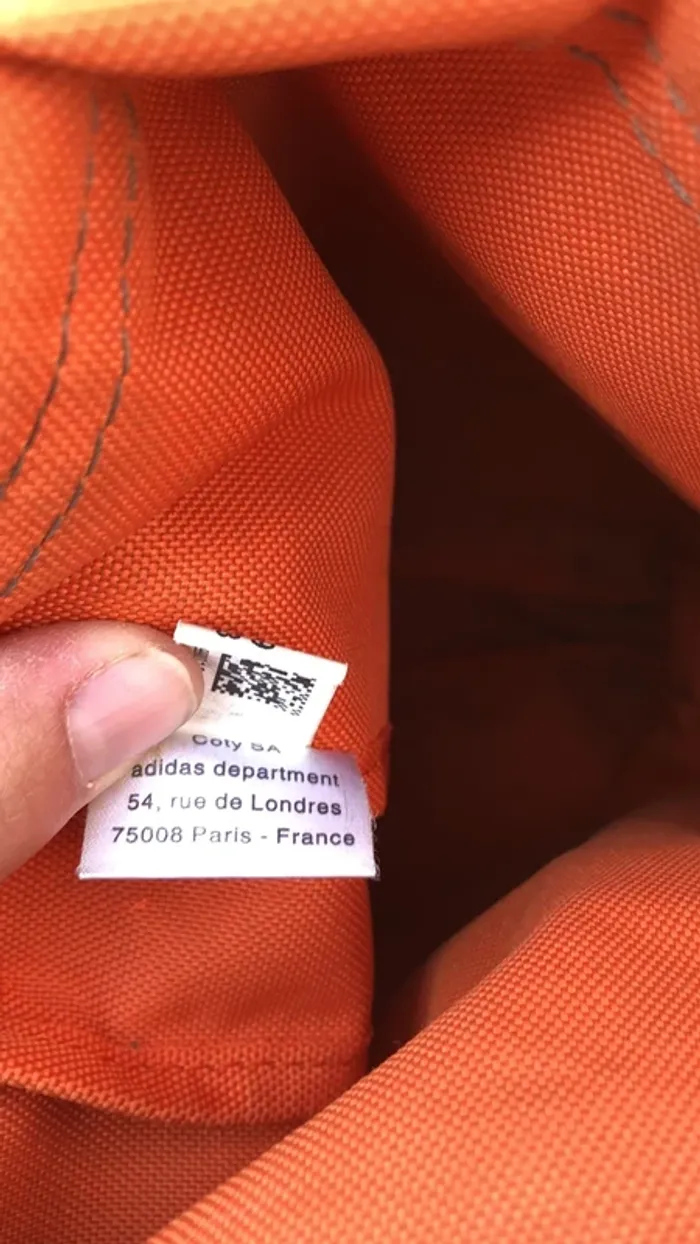 Coty SA
adidas department
54, rue de Londres
75008 Paris - France